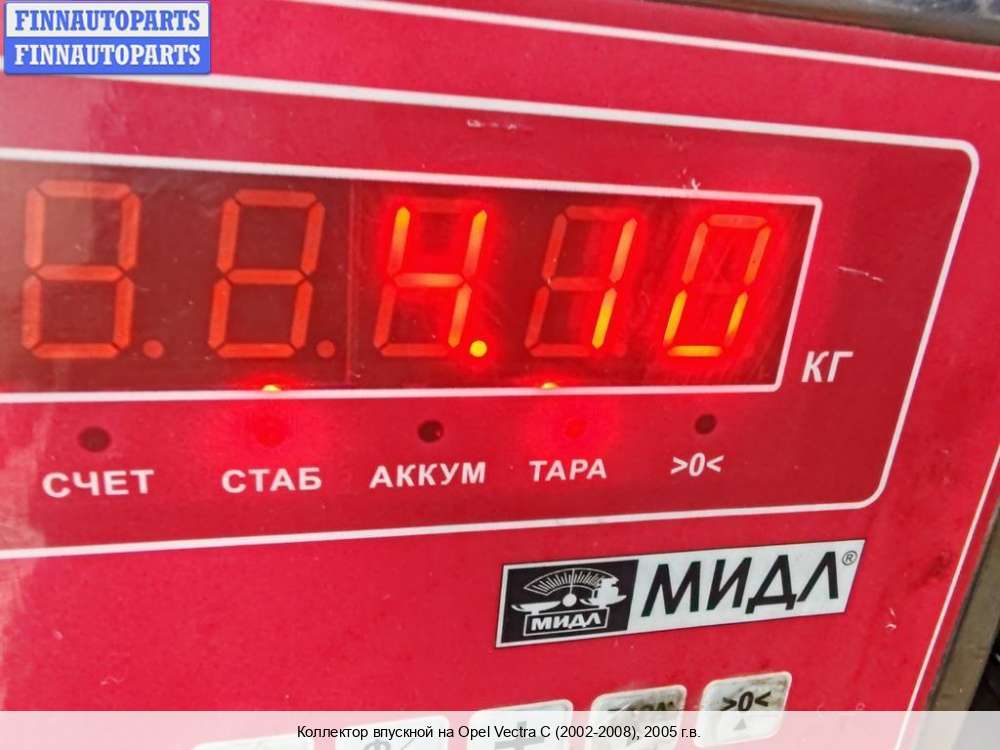 FINNAUTOPARTS
FINNAUTOPARTS
4.10
КГ
СЧЕТ СТАБ АККУМ ТАРА >0<
МИДЛ МИДЛ®
>0<
Коллектор впускной на Opel Vectra C (2002-2008), 2005 г.в.